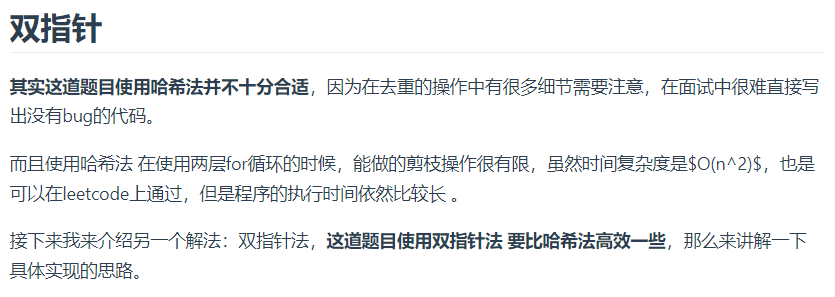 双指针
其实这道题目使用哈希法并不十分合适，因为在去重的操作中有很多细节需要注意，在面试中很难直接写
出没有bug的代码。
而且使用哈希法 在使用两层for循环的时候，能做的剪枝操作很有限，虽然时间复杂度是$O(n^2)$，也是
可以在leetcode上通过，但是程序的执行时间依然比较长 。
接下来我来介绍另一个解法：双指针法，这道题目使用双指针法 要比哈希法高效一些，那么来讲解一下
具体实现的思路。